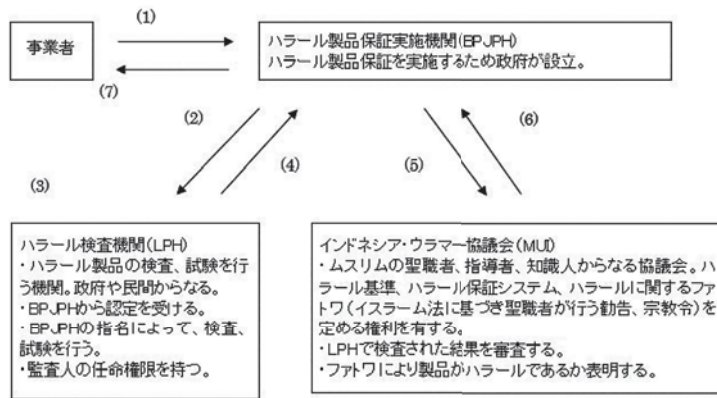 (1)
事業者
ハラール製品保証実施機関(BPJPH)
ハラール製品保証を実施するため政府が設立。
(7)
(2)
(6)
(4)
(5)
(3)
ハラール検査機関(LPH)
・ハラール製品の検査、試験を行
う機関。政府や民間からなる。
・BPJPHから認定を受ける。
・BPJPHの指名によって、検査、
試験を行う。
・監査人の任命権限を持つ。
インドネシア・ウラマー協議会(MUI)
・ムスリムの聖職者、指導者、知識人からなる協議会。ハ
ラール基準、ハラール保証システム、ハラールに関するファ
トワ(イスラーム法に基づき聖職者が行う勧告、宗教令)を
定める権利を有する。
・LPHで検査された結果を審査する。
・ファトワにより製品がハラールであるか表明する。